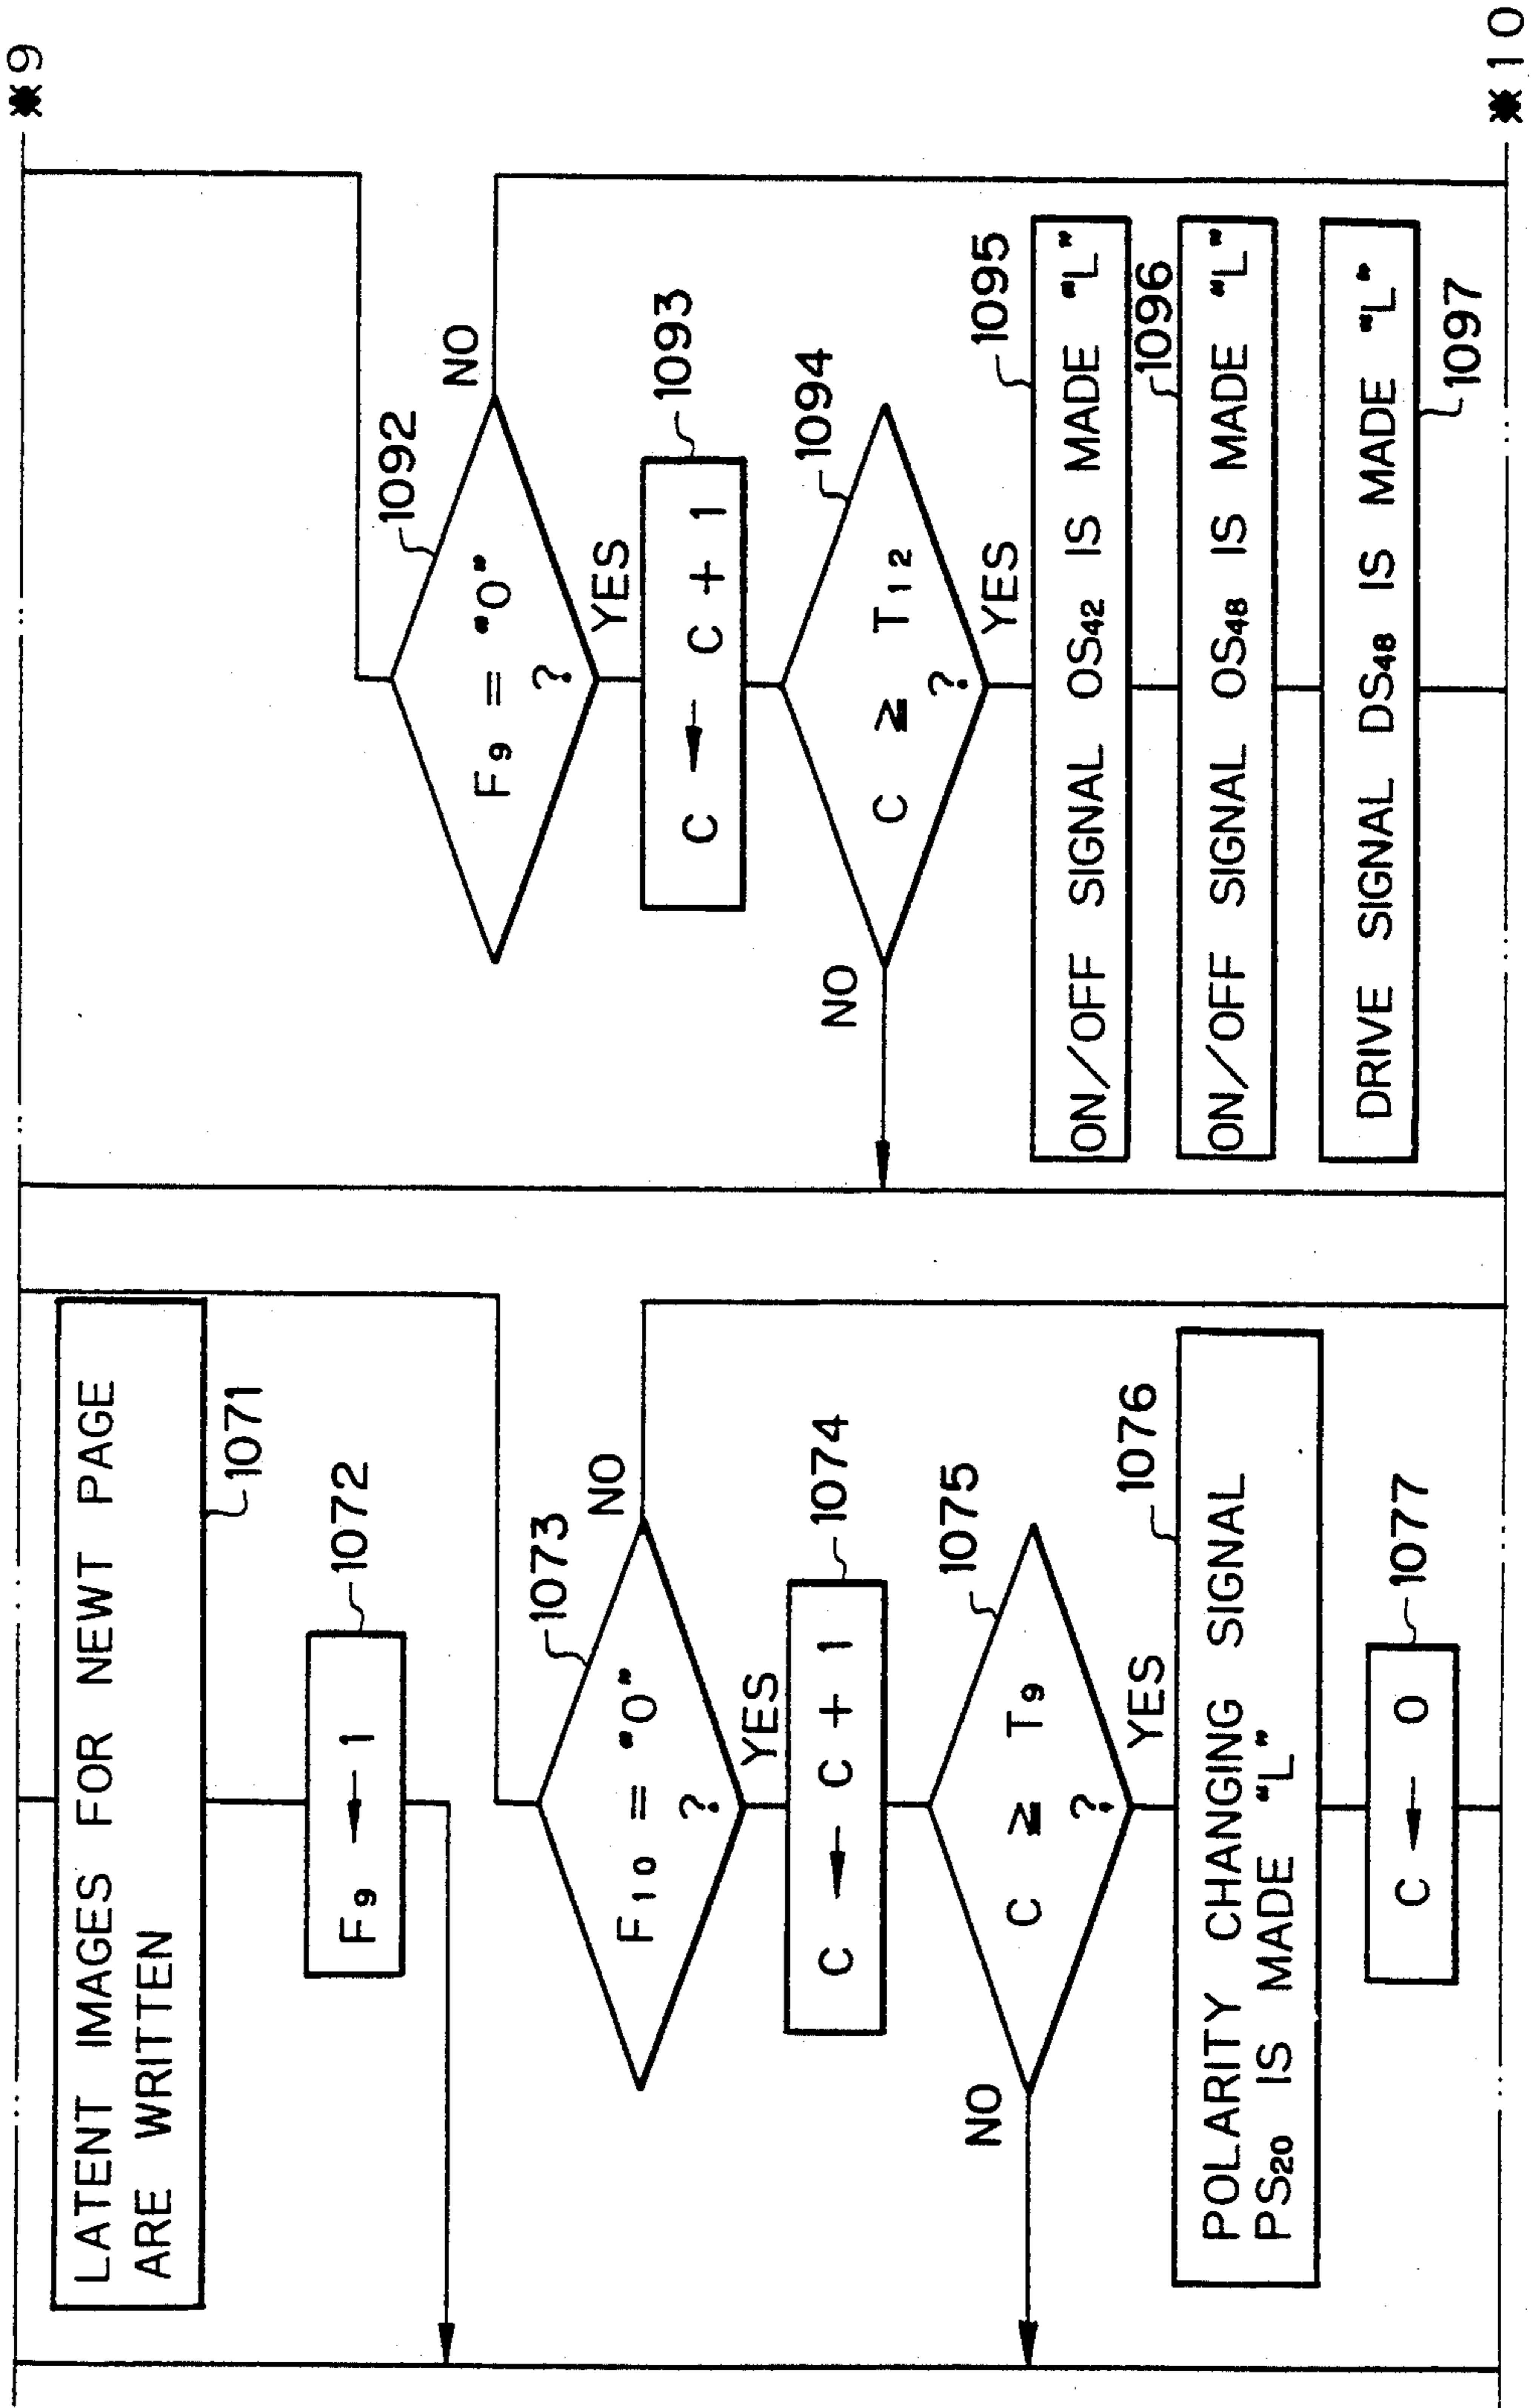 LATENT IMAGES FOR NEWT PAGE
ARE WRITTEN
1071
F9 ← 1
1072
1073
F10 = "0"
?
NO
YES
C ← C + 1
1074
1075
C ≧ T9
?
NO
YES
1076
POLARITY CHANGING SIGNAL
PS20 IS MADE "L"
C ← 0
1077
※9
1092
F9 = "0"
?
NO
YES
C ← C + 1
1093
1094
C ≧ T12
?
NO
YES
1095
ON/OFF SIGNAL OS42 IS MADE "L"
1096
ON/OFF SIGNAL OS48 IS MADE "L"
DRIVE SIGNAL DS48 IS MADE "L"
1097
※10